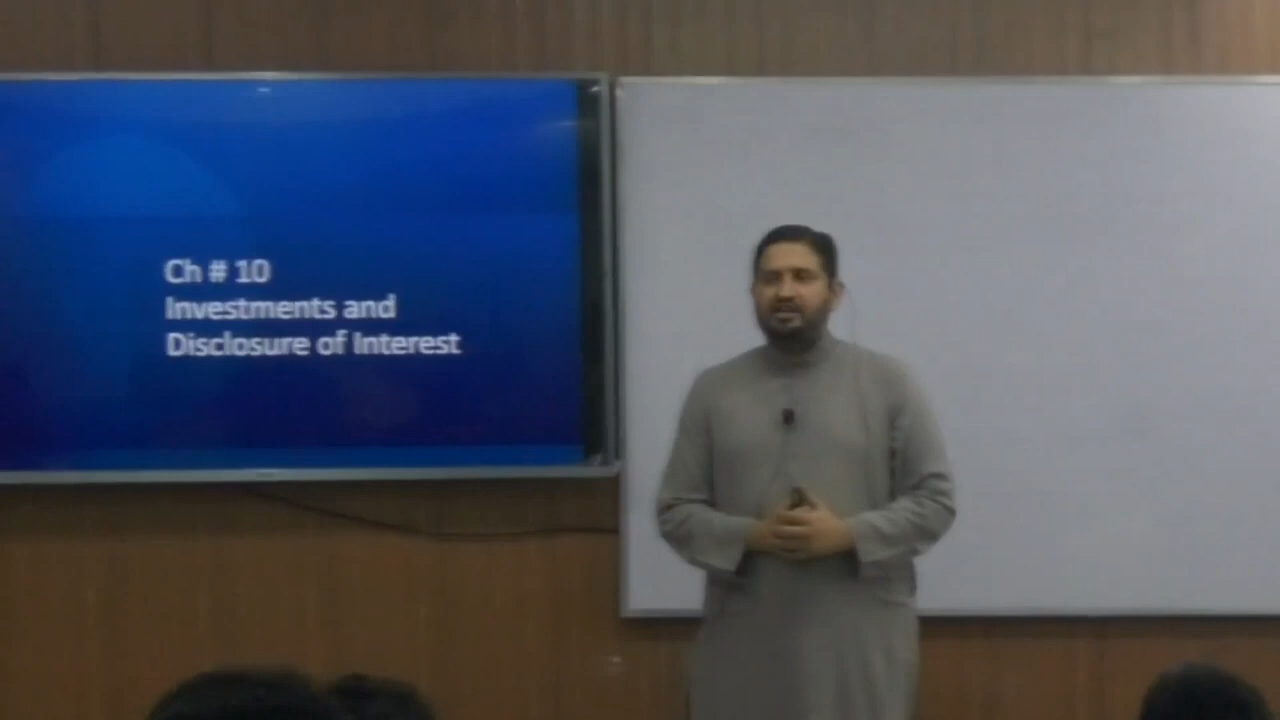 Ch # 10
Investments and
Disclosure of Interest